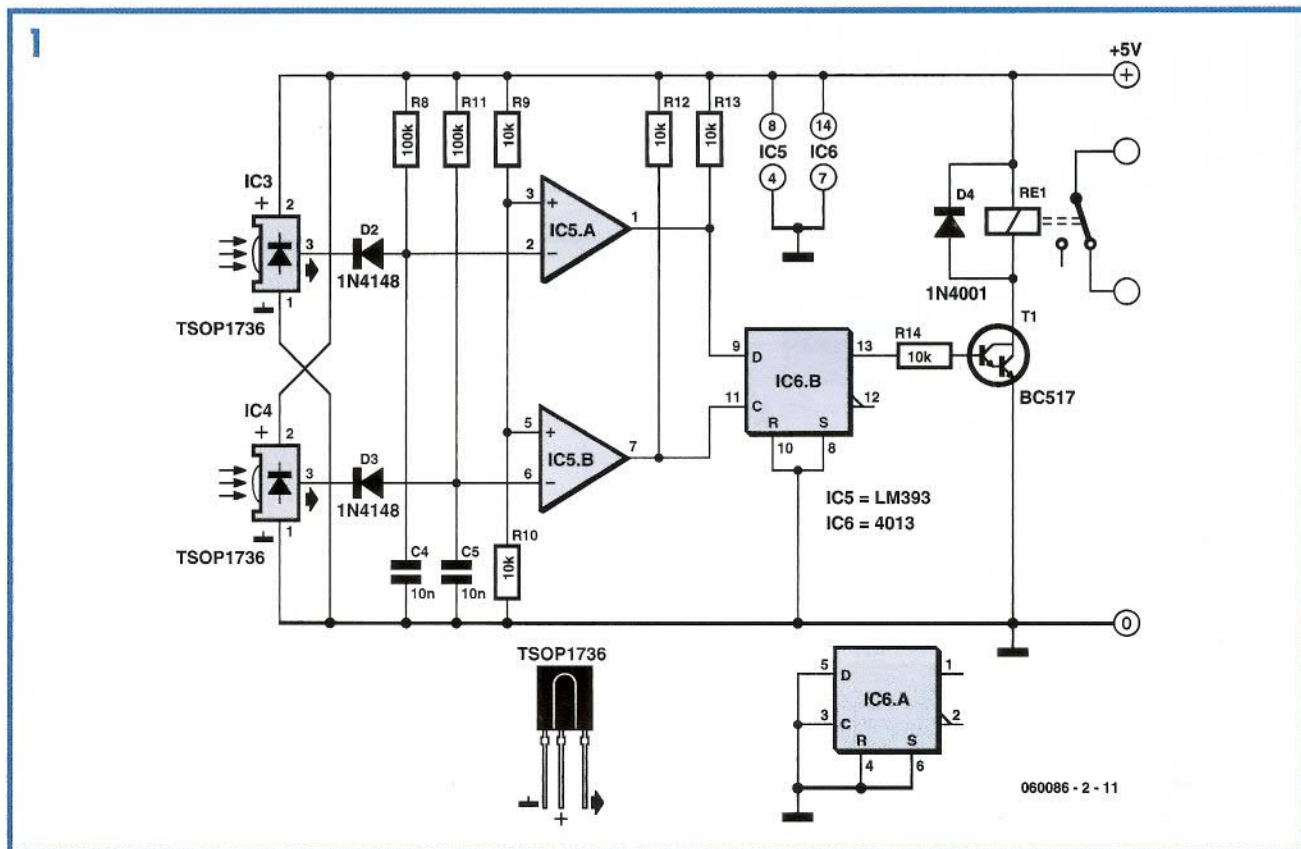 1
+5V
+
R8
R11
R9
R12
R13
100k
100k
10k
10k
10k
8
14
IC5
IC6
4
7
IC3
+
2
3
1
D2
1N4148
TSOP1736
3
+
2
−
IC5.A
1
D4
RE1
1N4001
T1
R14
9
D
13
10k
IC6.B
11
C
12
R
S
10
8
BC517
IC4
+
2
3
1
D3
1N4148
TSOP1736
5
+
6
−
IC5.B
7
IC5 = LM393
IC6 = 4013
C4
C5
R10
10n
10n
10k
0
TSOP1736
+
5
D
1
IC6.A
3
C
2
R
S
4
6
060086 - 2 - 11